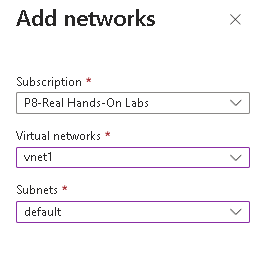 Add networks
Subscription *
P8-Real Hands-On Labs
Virtual networks *
vnet1
Subnets *
default